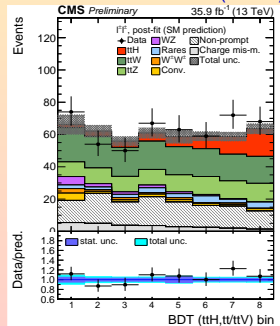 CMS Preliminary 35.9 fb⁻¹ (13 TeV)
Events
l±l±, post-fit (SM prediction)
Data WZ Non-prompt
ttH Rares Charge mis-m.
ttW W±W± Total unc.
ttZ Conv.
120
100
80
60
40
20
0
Data/pred.
stat. unc. total unc.
1.8
1.6
1.4
1.2
1.0
0.8
0.6
1 2 3 4 5 6 7 8
BDT (ttH,tt/ttV) bin